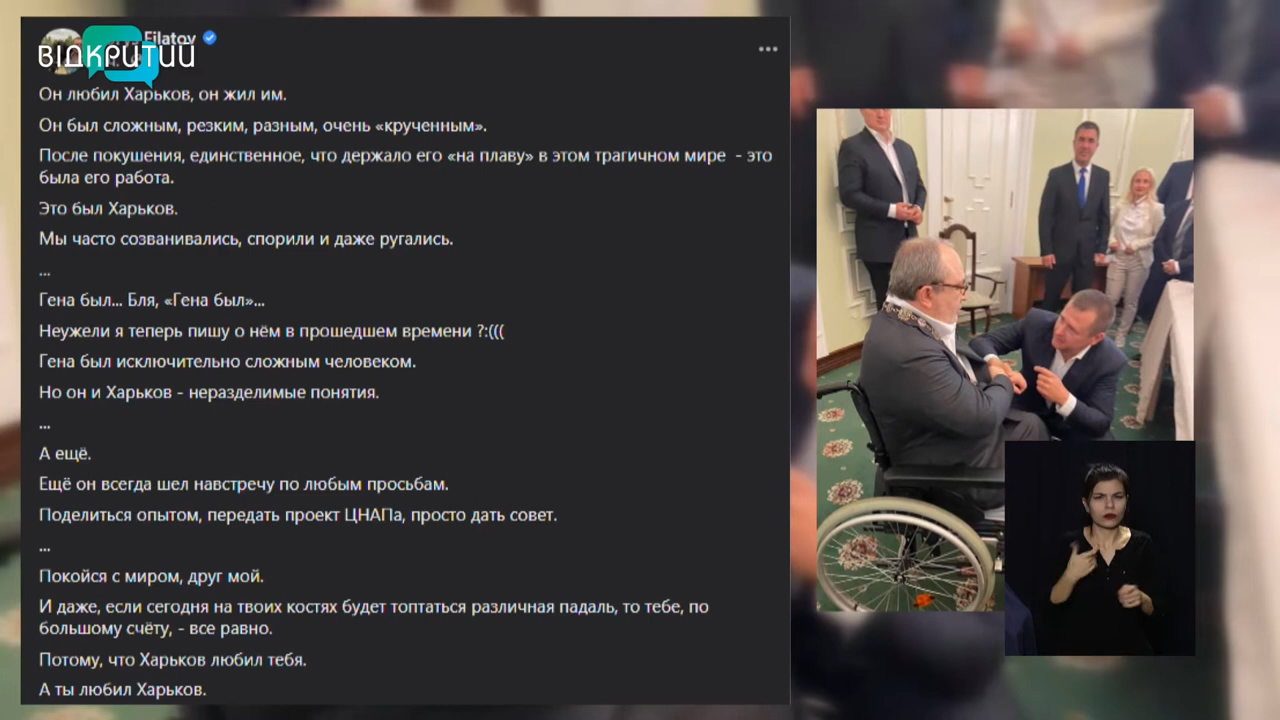 Filatov
ВІДКРИТИЙ
Он любил Харьков, он жил им.
Он был сложным, резким, разным, очень «крученным».
После покушения, единственное, что держало его «на плаву» в этом трагичном мире - это
была его работа.
Это был Харьков.
Мы часто созванивались, спорили и даже ругались.
...
Гена был... Бля, «Гена был»...
Неужели я теперь пишу о нём в прошедшем времени ?:(((
Гена был исключительно сложным человеком.
Но он и Харьков - неразделимые понятия.
...
А ещё.
Ещё он всегда шел навстречу по любым просьбам.
Поделиться опытом, передать проект ЦНАПа, просто дать совет.
...
Покойся с миром, друг мой.
И даже, если сегодня на твоих костях будет топтаться различная падаль, то тебе, по
большому счёту, - все равно.
Потому, что Харьков любил тебя.
А ты любил Харьков.